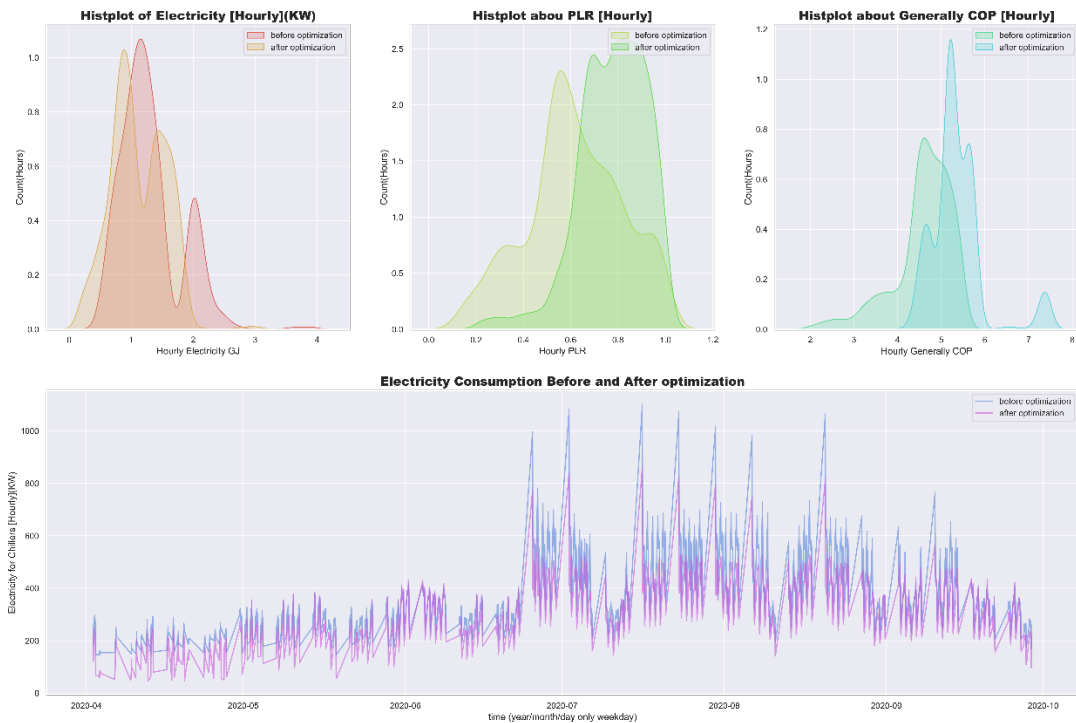 Histplot of Electricity [Hourly](KW)
before optimization
after optimization
Count(Hours)
1.0
0.8
0.6
0.4
0.2
0.0
0 1 2 3 4
Hourly Electricity GJ
Histplot abou PLR [Hourly]
before optimization
after optimization
Count(Hours)
2.5
2.0
1.5
1.0
0.5
0.0
0.0 0.2 0.4 0.6 0.8 1.0 1.2
Hourly PLR
Histplot about Generally COP [Hourly]
before optimization
after optimization
Count(Hours)
1.2
1.0
0.8
0.6
0.4
0.2
0.0
2 3 4 5 6 7 8
Hourly Generally COP
Electricity Consumption Before and After optimization
before optimization
after optimization
Electricity for Chillers [Hourly](KW)
1000
800
600
400
200
0
2020-04 2020-05 2020-06 2020-07 2020-08 2020-09 2020-10
time (year/month/day only weekday)